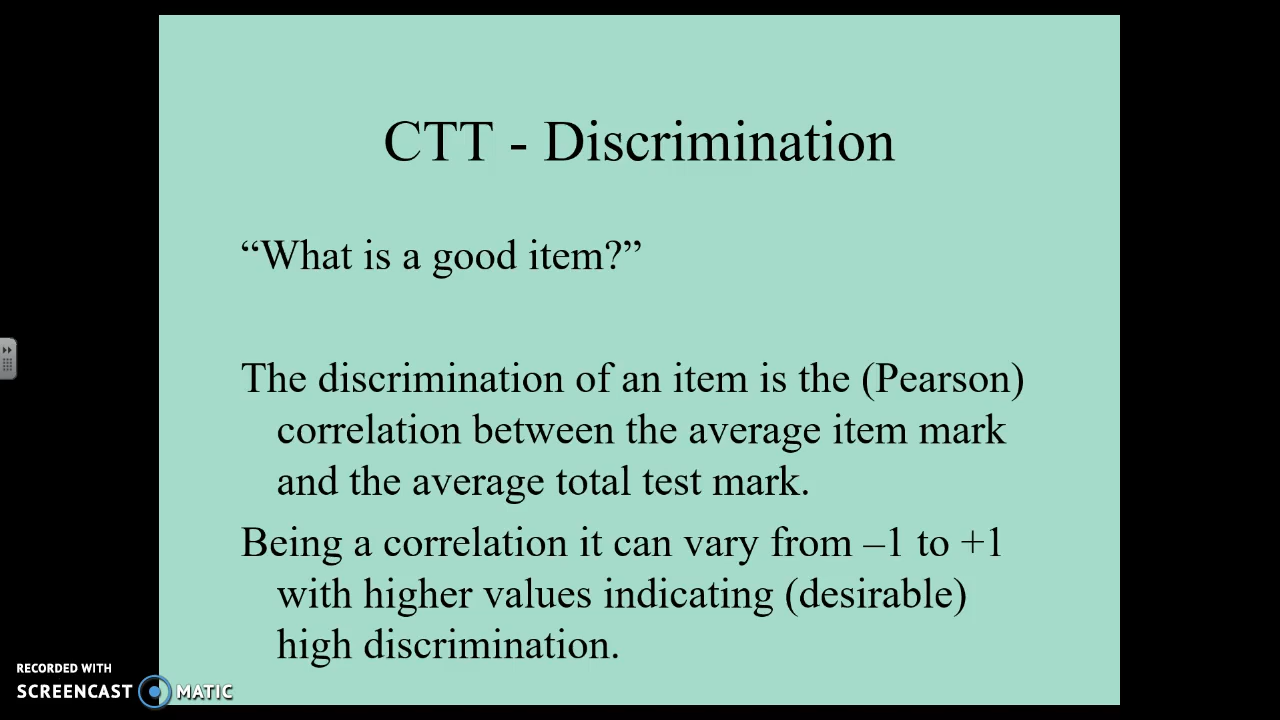 CTT - Discrimination
“What is a good item?”
The discrimination of an item is the (Pearson)
correlation between the average item mark
and the average total test mark.
Being a correlation it can vary from –1 to +1
with higher values indicating (desirable)
high discrimination.
RECORDED WITH
SCREENCAST MATIC